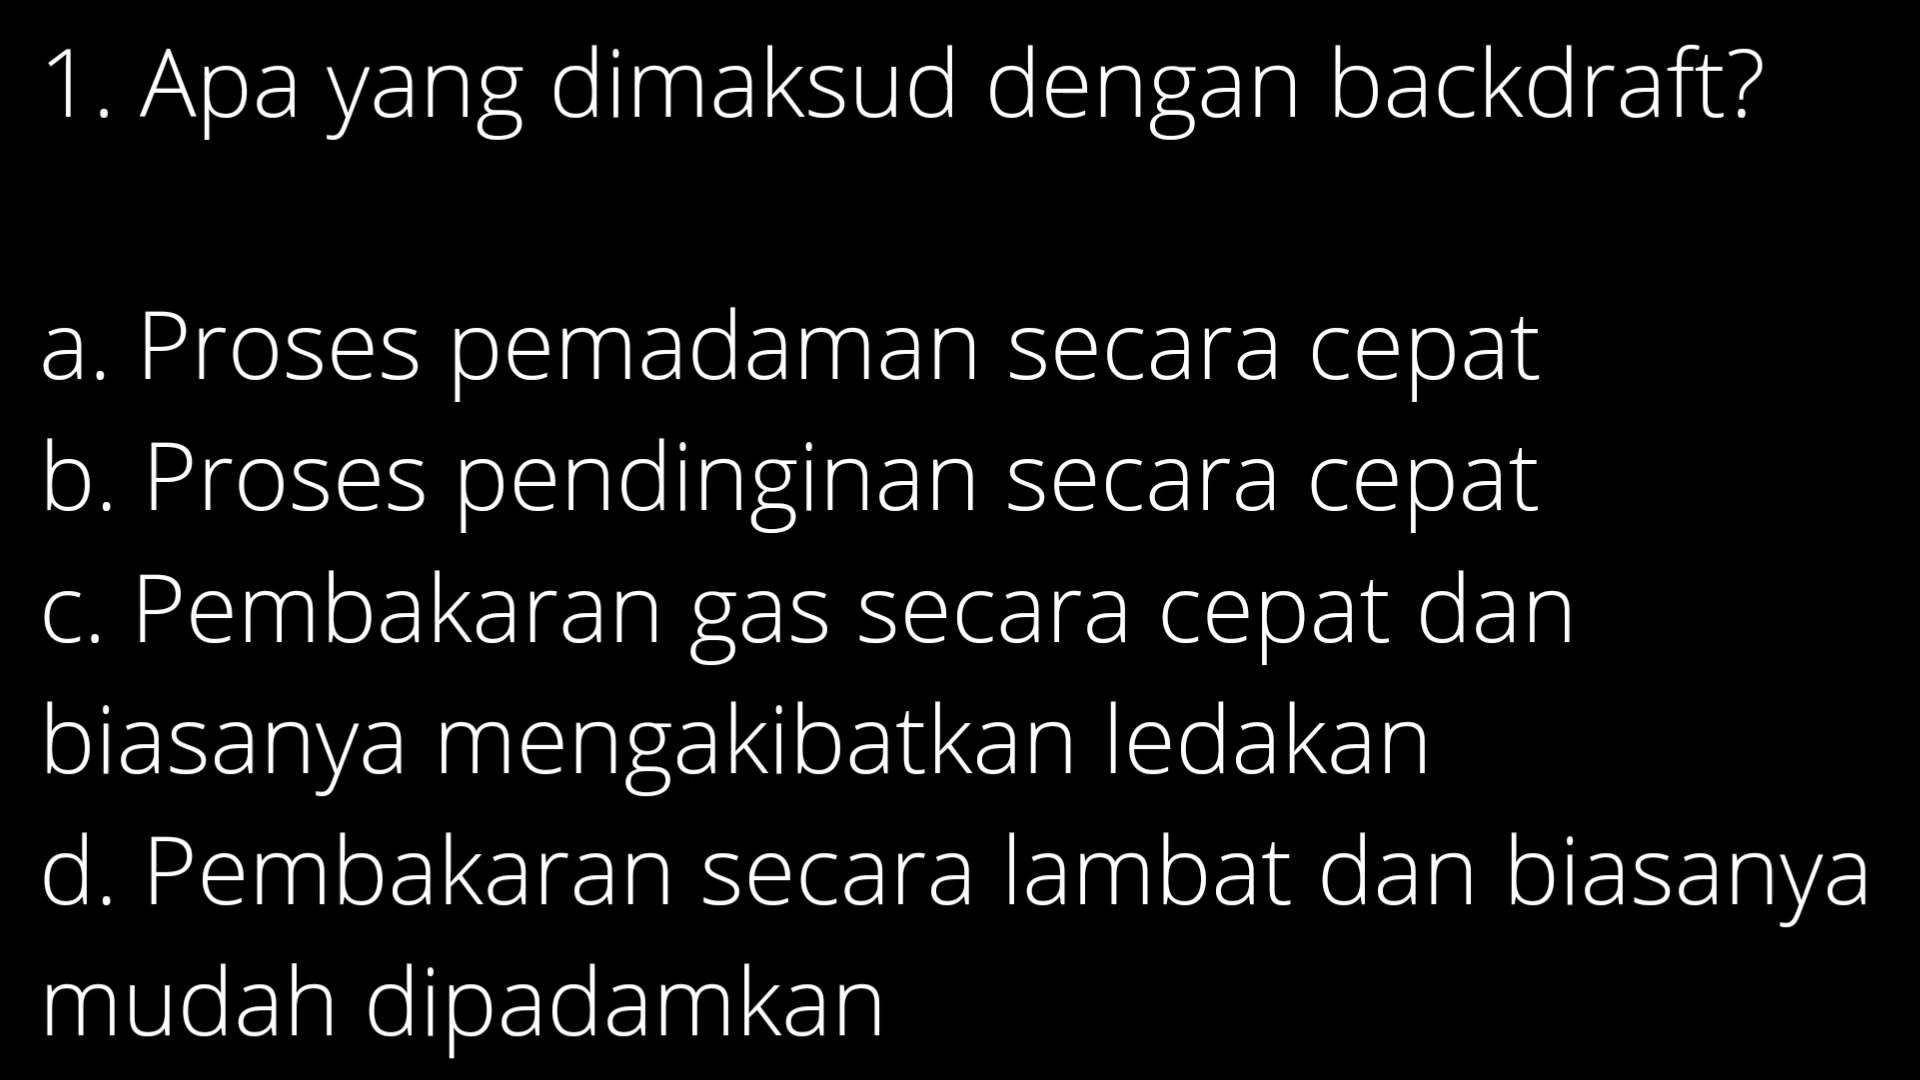 1. Apa yang dimaksud dengan backdraft?
a. Proses pemadaman secara cepat
b. Proses pendinginan secara cepat
c. Pembakaran gas secara cepat dan
biasanya mengakibatkan ledakan
d. Pembakaran secara lambat dan biasanya
mudah dipadamkan